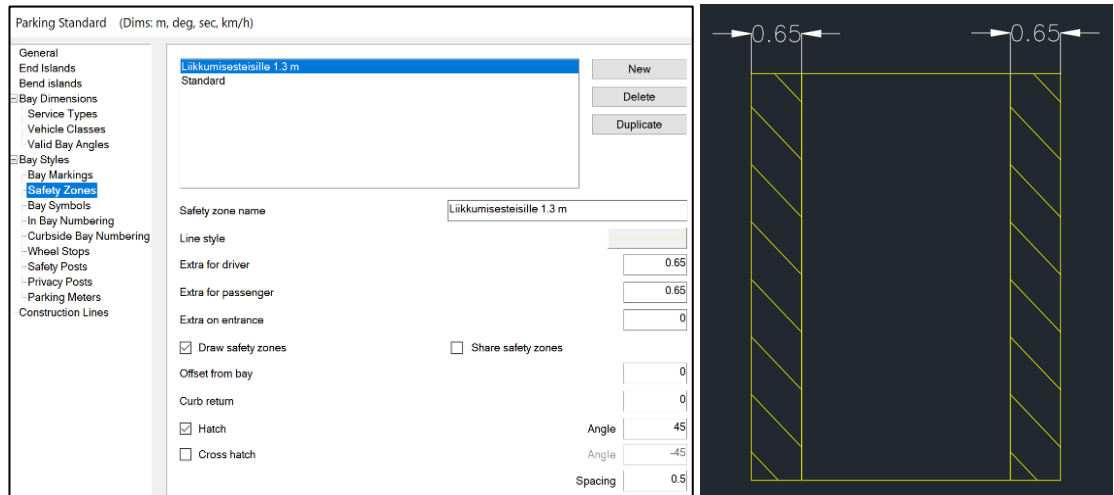 Parking Standard (Dims: m, deg, sec, km/h)
General
End Islands
Bend islands
Bay Dimensions
Service Types
Vehicle Classes
Valid Bay Angles
Bay Styles
Bay Markings
Safety Zones
Bay Symbols
In Bay Numbering
Curbside Bay Numbering
Wheel Stops
Safety Posts
Privacy Posts
Parking Meters
Construction Lines
Liikkumisesteisille 1.3 m
Standard
New
Delete
Duplicate
Safety zone name Liikkumisesteisille 1.3 m
Line style
Extra for driver 0.65
Extra for passenger 0.65
Extra on entrance 0
Draw safety zones Share safety zones
Offset from bay 0
Curb return 0
Hatch Angle 45
Cross hatch Angle -45
Spacing 0.5
0.65 0.65